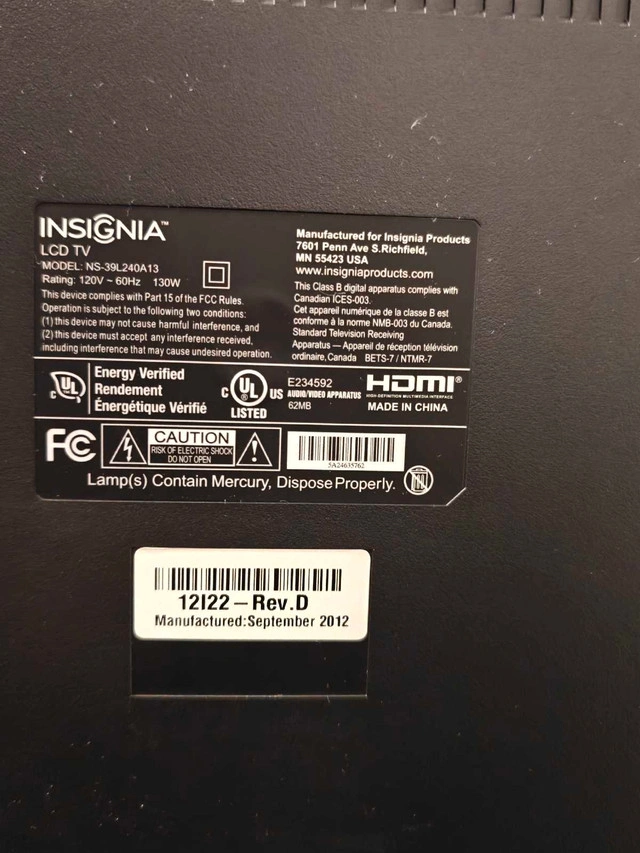 INSIGNIA™
LCD TV
MODEL: NS-39L240A13
Rating: 120V ~ 60Hz 130W
This device complies with Part 15 of the FCC Rules.
Operation is subject to the following two conditions:
(1) this device may not cause harmful interference, and
(2) this device must accept any interference received,
including interference that may cause undesired operation.
Manufactured for Insignia Products
7601 Penn Ave S.Richfield,
MN 55423 USA
www.insigniaproducts.com
This Class B digital apparatus complies with
Canadian ICES-003.
Cet appareil numérique de la classe B est
conforme à la norme NMB-003 du Canada.
Standard Television Receiving
Apparatus – Appareil de réception télévision
ordinaire, Canada BETS-7 / NTMR-7
C UL
Energy Verified
Rendement
Énergétique Vérifié
C UL US
LISTED
E234592
AUDIO/VIDEO APPARATUS
62MB
HDMI®
HIGH-DEFINITION MULTIMEDIA INTERFACE
MADE IN CHINA
FC
CAUTION
RISK OF ELECTRIC SHOCK
DO NOT OPEN
5A24635762
Lamp(s) Contain Mercury, Dispose Properly.
12I22 – Rev.D
Manufactured:September 2012